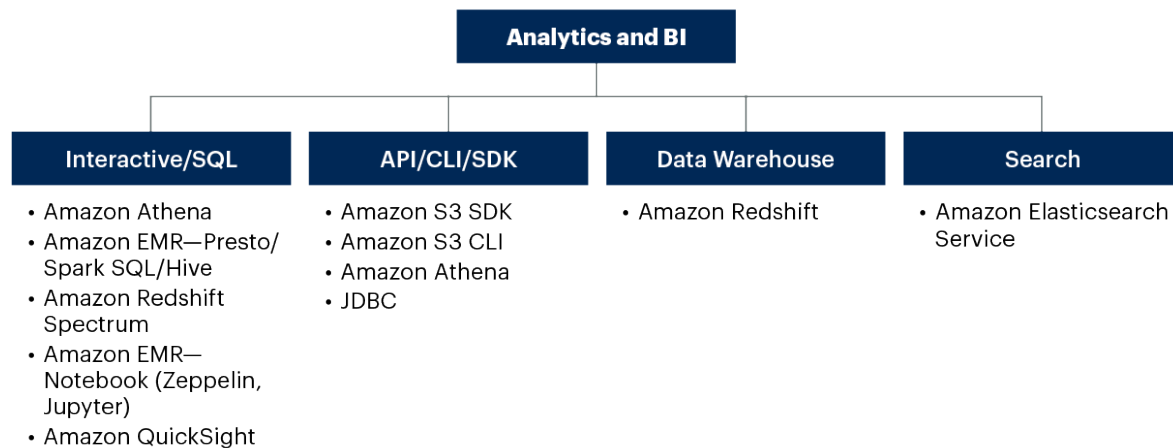 Analytics and BI
Interactive/SQL
• Amazon Athena
• Amazon EMR—Presto/
Spark SQL/Hive
• Amazon Redshift
Spectrum
• Amazon EMR—
Notebook (Zeppelin,
Jupyter)
• Amazon QuickSight
API/CLI/SDK
• Amazon S3 SDK
• Amazon S3 CLI
• Amazon Athena
• JDBC
Data Warehouse
• Amazon Redshift
Search
• Amazon Elasticsearch
Service